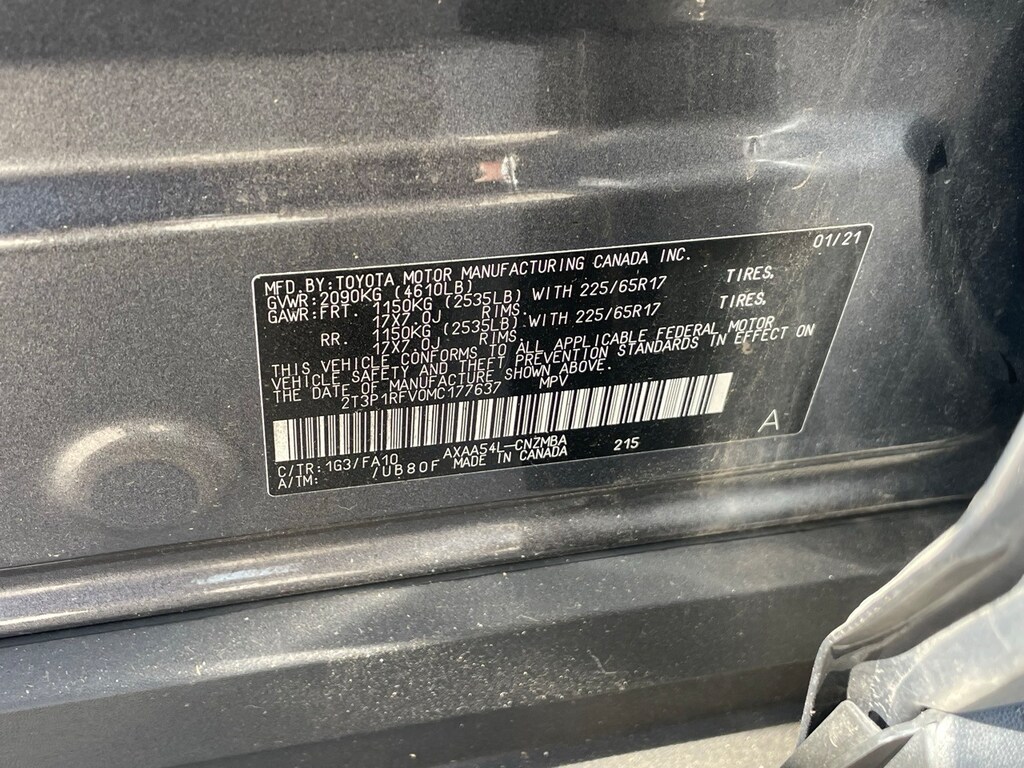 01/21
MFD.BY:TOYOTA MOTOR MANUFACTURING CANADA INC.
GVWR:2090KG (4610LB)
GAWR:FRT. 1150KG (2535LB) WITH 225/65R17 TIRES,
17X7.0J RIMS.
RR. 1150KG (2535LB) WITH 225/65R17 TIRES,
17X7.0J RIMS.
THIS VEHICLE CONFORMS TO ALL APPLICABLE FEDERAL MOTOR
VEHICLE SAFETY AND THEFT PREVENTION STANDARDS IN EFFECT ON
THE DATE OF MANUFACTURE SHOWN ABOVE.
2T3P1RFV0MC177637 MPV
A
C/TR:1G3/FA10 AXAA54L-CNZMBA 215
A/TM: /UB80F MADE IN CANADA